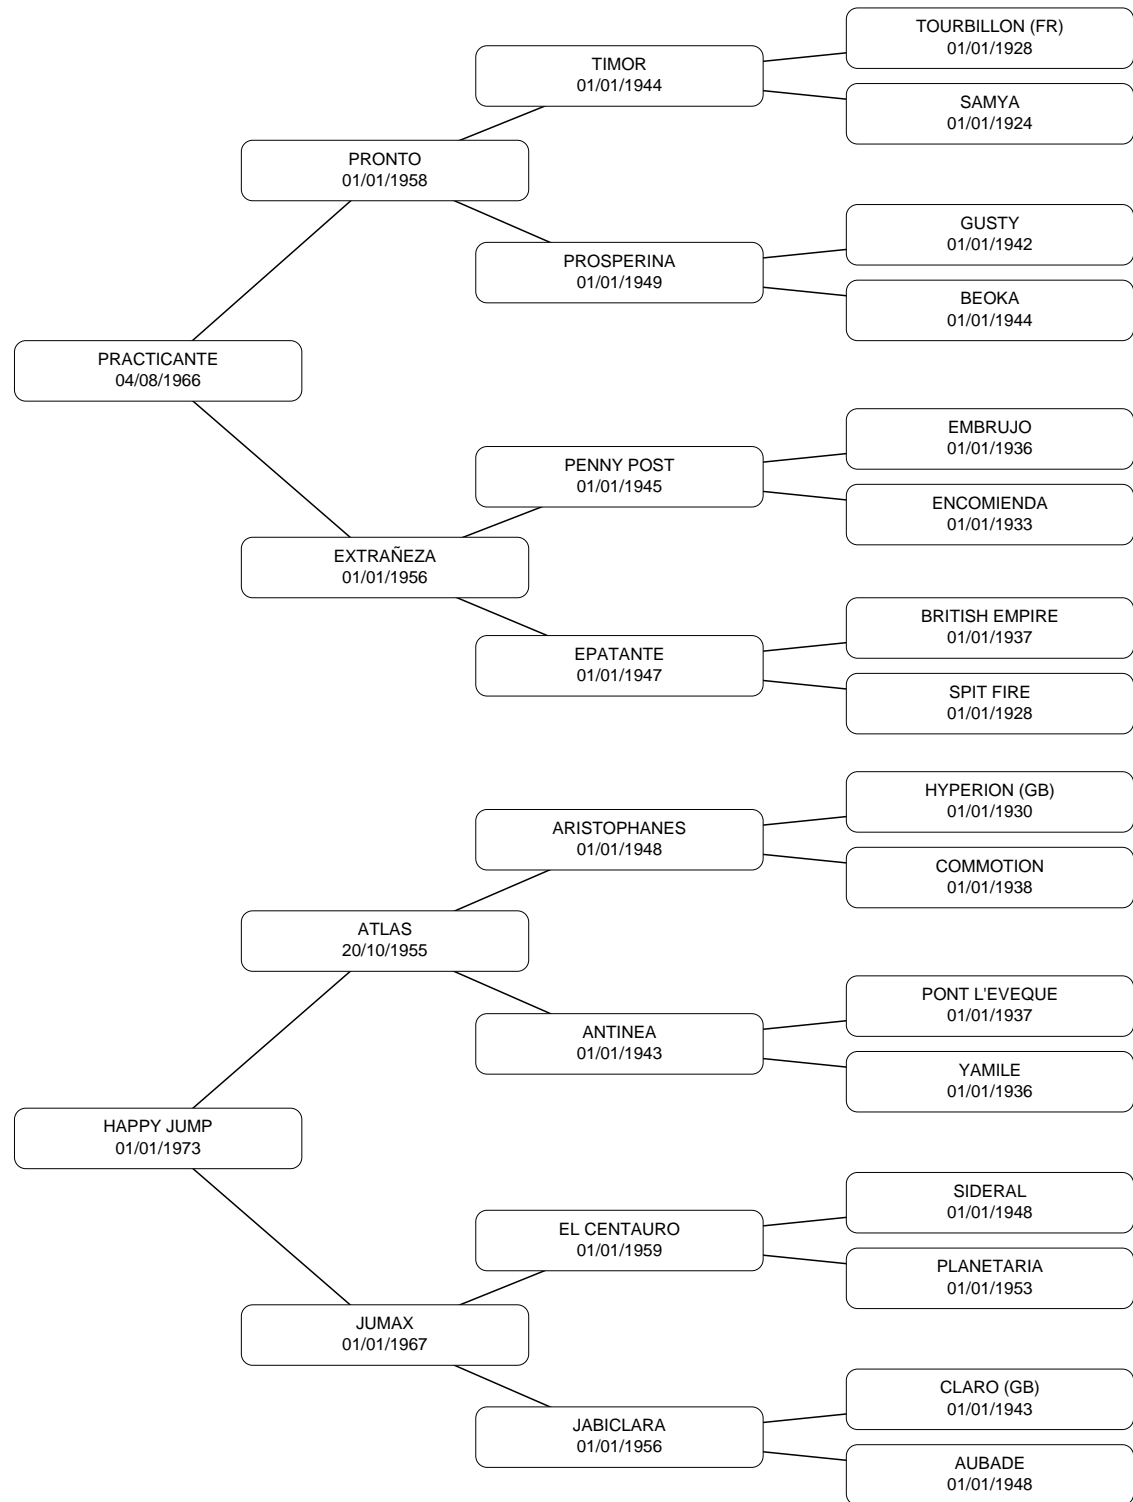 TOURBILLON (FR)
01/01/1928
TIMOR
01/01/1944
SAMYA
01/01/1924
PRONTO
01/01/1958
GUSTY
01/01/1942
PROSPERINA
01/01/1949
BEOKA
01/01/1944
PRACTICANTE
04/08/1966
EMBRUJO
01/01/1936
PENNY POST
01/01/1945
ENCOMIENDA
01/01/1933
EXTRAÑEZA
01/01/1956
BRITISH EMPIRE
01/01/1937
EPATANTE
01/01/1947
SPIT FIRE
01/01/1928
HYPERION (GB)
01/01/1930
ARISTOPHANES
01/01/1948
COMMOTION
01/01/1938
ATLAS
20/10/1955
PONT L'EVEQUE
01/01/1937
ANTINEA
01/01/1943
YAMILE
01/01/1936
HAPPY JUMP
01/01/1973
SIDERAL
01/01/1948
EL CENTAURO
01/01/1959
PLANETARIA
01/01/1953
JUMAX
01/01/1967
CLARO (GB)
01/01/1943
JABICLARA
01/01/1956
AUBADE
01/01/1948